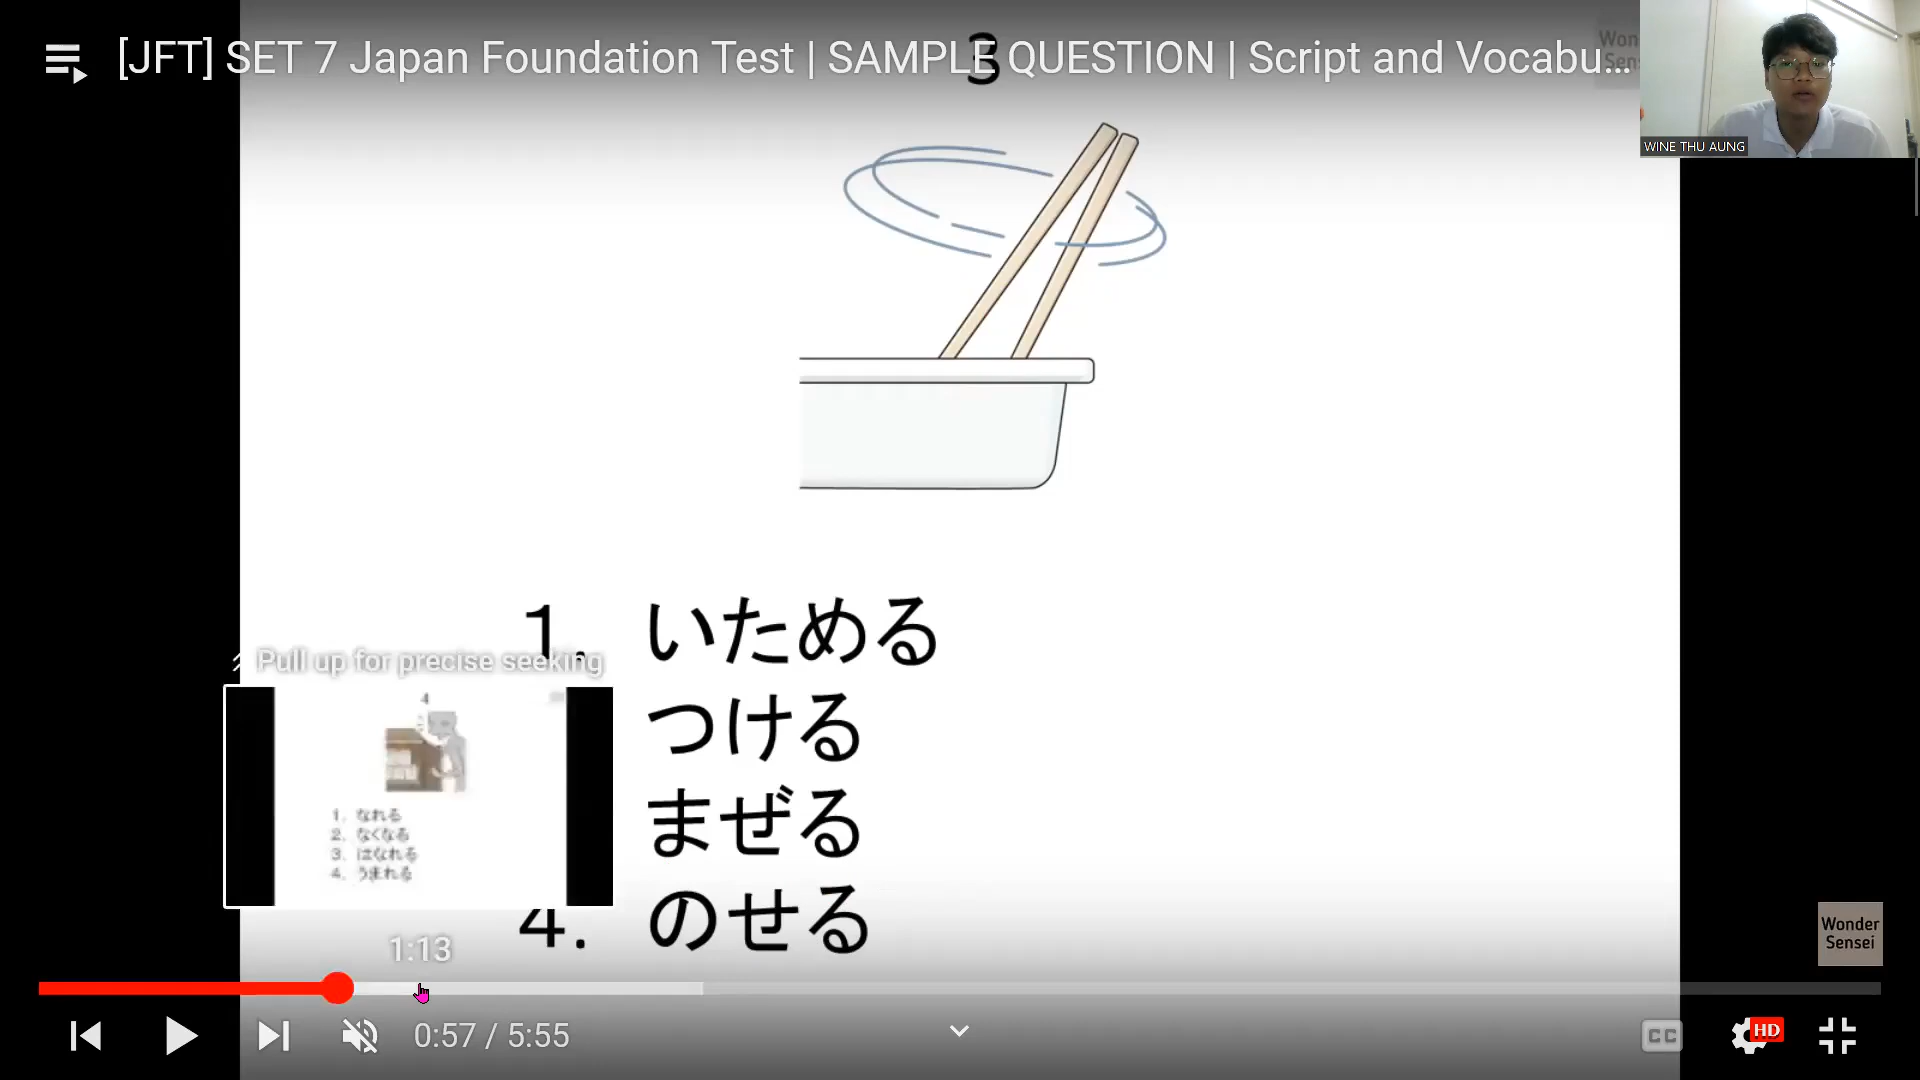 [JFT] SET 7 Japan Foundation Test | SAMPLE QUESTION | Script and Vocabu...
3
WINE THU AUNG
1. いためる
つける
まぜる
4. のせる
Pull up for precise seeking
4
1. なれる
2. なくなる
3. はなれる
4. うまれる
1:13
Wonder
Sensei
0:57 / 5:55
CC
HD